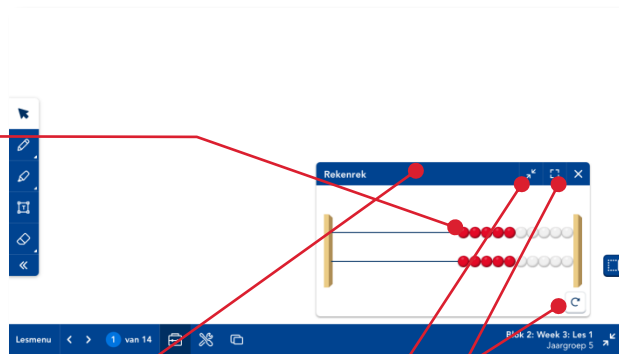 Rekenrek
T
Lesmenu
1 van 14
Blok 2: Week 3: Les 1
Jaargroep 5